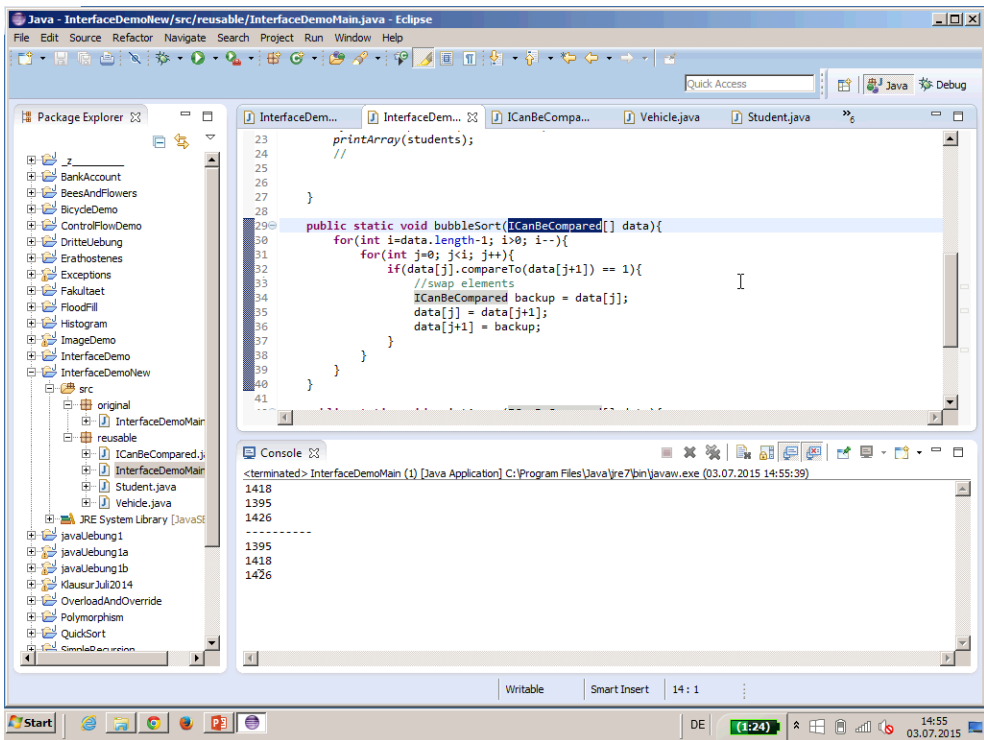 Java - InterfaceDemoNew/src/reusable/InterfaceDemoMain.java - Eclipse
File Edit Source Refactor Navigate Search Project Run Window Help
Quick Access
Java
Debug
Package Explorer
_z_________
BankAccount
BeesAndFlowers
BicycleDemo
ControlFlowDemo
DritteUebung
Erathostenes
Exceptions
Fakultaet
FloodFill
Histogram
ImageDemo
InterfaceDemo
InterfaceDemoNew
src
original
InterfaceDemoMain
reusable
ICanBeCompared.j
InterfaceDemoMain
Student.java
Vehicle.java
JRE System Library [JavaSE
javaUebung1
javaUebung1a
javaUebung1b
KlausurJuli2014
OverloadAndOverride
Polymorphism
QuickSort
SimpleRecursion
InterfaceDem... InterfaceDem... ICanBeCompa... Vehicle.java Student.java »6
23 printArray(students);
24 //
25
26
27 }
28
29 public static void bubbleSort(ICanBeCompared[] data){
30 for(int i=data.length-1; i>0; i--){
31 for(int j=0; j<i; j++){
32 if(data[j].compareTo(data[j+1]) == 1){
33 //swap elements
34 ICanBeCompared backup = data[j];
35 data[j] = data[j+1];
36 data[j+1] = backup;
37 }
38 }
39 }
40 }
41
Console
<terminated> InterfaceDemoMain (1) [Java Application] C:\Program Files\Java\jre7\bin\javaw.exe (03.07.2015 14:55:39)
1418
1395
1426
----------
1395
1418
1426
Writable Smart Insert 14 : 1
Start
DE
(1:24)
14:55
03.07.2015